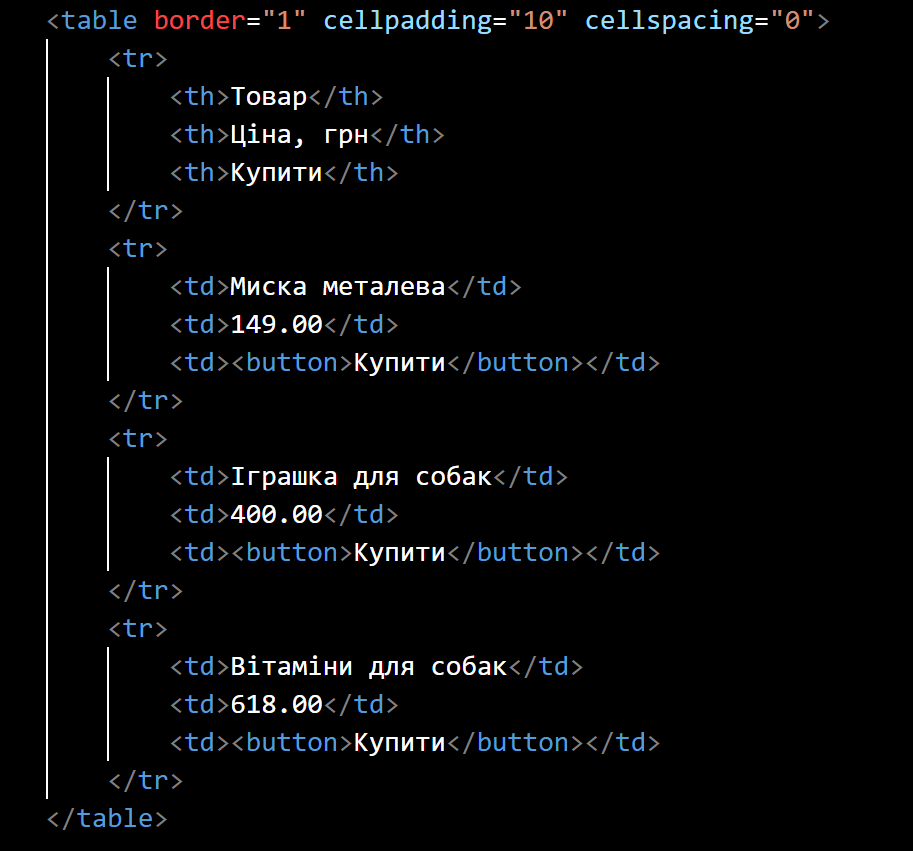 <table border="1" cellpadding="10" cellspacing="0">
<tr>
<th>Товар</th>
<th>Ціна, грн</th>
<th>Купити</th>
</tr>
<tr>
<td>Миска металева</td>
<td>149.00</td>
<td><button>Купити</button></td>
</tr>
<tr>
<td>Іграшка для собак</td>
<td>400.00</td>
<td><button>Купити</button></td>
</tr>
<tr>
<td>Вітаміни для собак</td>
<td>618.00</td>
<td><button>Купити</button></td>
</tr>
</table>